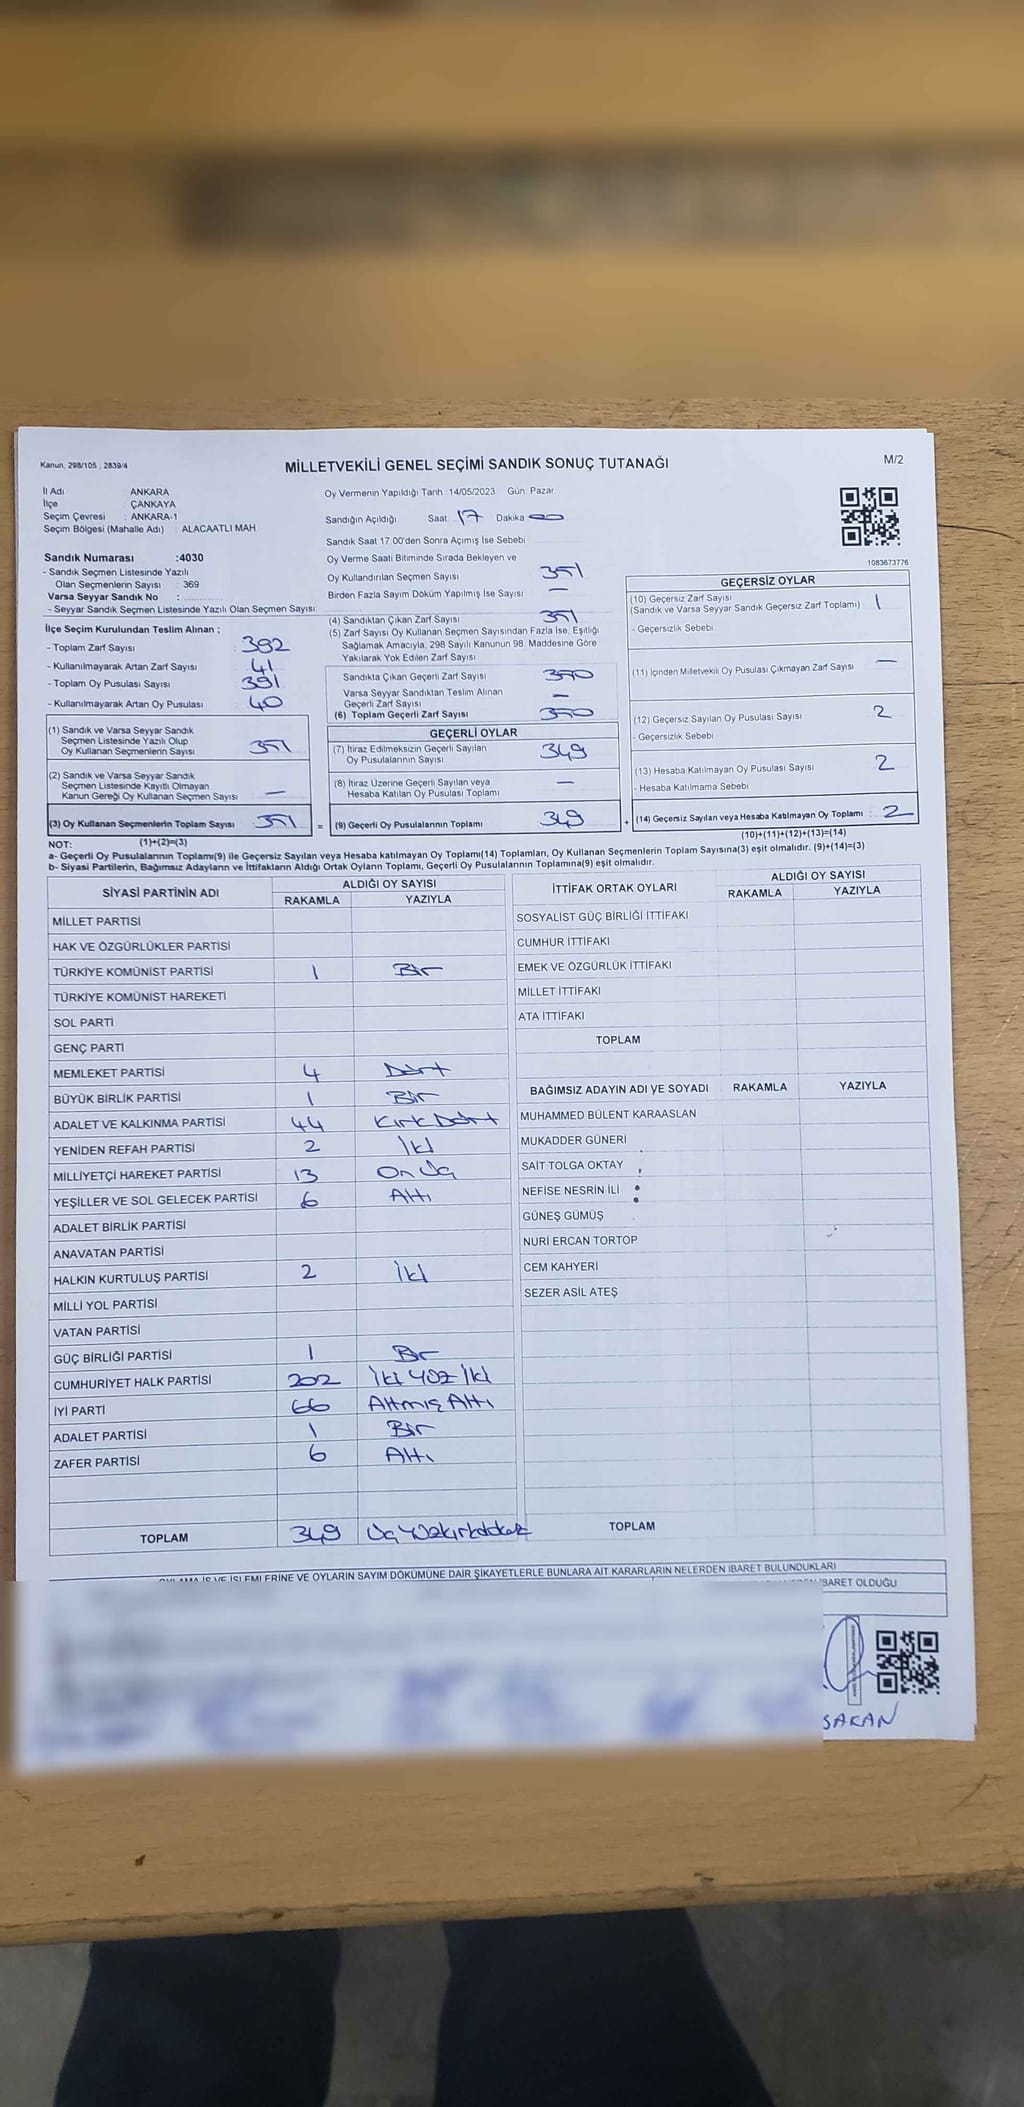 Kanun, 298/105 , 2839/4
MİLLETVEKİLİ GENEL SEÇİMİ SANDIK SONUÇ TUTANAĞI
M/2
İl Adı ANKARA
İlçe : ÇANKAYA
Seçim Çevresi : ANKARA-1
Seçim Bölgesi (Mahalle Adı) : ALACAATLI MAH
Sandık Numarası :4030
- Sandık Seçmen Listesinde Yazılı
Olan Seçmenlerin Sayısı : 369
Varsa Seyyar Sandık No :
- Seyyar Sandık Seçmen Listesinde Yazılı Olan Seçmen Sayısı:
İlçe Seçim Kurulundan Teslim Alınan ;
- Toplam Zarf Sayısı : 392
- Kullanılmayarak Artan Zarf Sayısı : 41
- Toplam Oy Pusulası Sayısı : 391
- Kullanılmayarak Artan Oy Pusulası : 40
(1) Sandık ve Varsa Seyyar Sandık
Seçmen Listesinde Yazılı Olup
Oy Kullanan Seçmenlerin Sayısı : 351
(2) Sandık ve Varsa Seyyar Sandık
Seçmen Listesinde Kayıtlı Olmayan
Kanun Gereği Oy Kullanan Seçmen Sayısı : —
(3) Oy Kullanan Seçmenlerin Toplam Sayısı : 351
(1)+(2)=(3)
Oy Vermenin Yapıldığı Tarih :14/05/2023 Gün :Pazar
Sandığın Açıldığı Saat 17 Dakika 00
Sandık Saat 17.00'den Sonra Açımış İse Sebebi
Oy Verme Saati Bitiminde Sırada Bekleyen ve
Oy Kullandırılan Seçmen Sayısı 351
Birden Fazla Sayım Döküm Yapılmış İse Sayısı —
(4) Sandıktan Çıkan Zarf Sayısı : 351
(5) Zarf Sayısı Oy Kullanan Seçmen Sayısından Fazla İse, Eşitliği
Sağlamak Amacıyla, 298 Sayılı Kanunun 98. Maddesine Göre
Yakılarak Yok Edilen Zarf Sayısı
Sandıkta Çıkan Geçerli Zarf Sayısı : 350
Varsa Seyyar Sandıktan Teslim Alınan
Geçerli Zarf Sayısı : —
(6) Toplam Geçerli Zarf Sayısı : 350
GEÇERLİ OYLAR
(7) İtiraz Edilmeksizin Geçerli Sayılan
Oy Pusulalarının Sayısı : 349
(8) İtiraz Üzerine Geçerli Sayılan veya
Hesaba Katılan Oy Pusulası Toplamı : —
= (9) Geçerli Oy Pusulalarının Toplamı : 349
1083673776
GEÇERSİZ OYLAR
(10) Geçersiz Zarf Sayısı
(Sandık ve Varsa Seyyar Sandık Geçersiz Zarf Toplamı) : 1
- Geçersizlik Sebebi
(11) İçinden Milletvekili Oy Pusulası Çıkmayan Zarf Sayısı : —
(12) Geçersiz Sayılan Oy Pusulası Sayısı : 2
- Geçersizlik Sebebi
(13) Hesaba Katılmayan Oy Pusulası Sayısı : 2
- Hesaba Katılmama Sebebi
+ (14) Geçersiz Sayılan veya Hesaba Katılmayan Oy Toplamı : 2
(10)+(11)+(12)+(13)=(14)
NOT:
a- Geçerli Oy Pusulalarının Toplamı(9) ile Geçersiz Sayılan veya Hesaba katılmayan Oy Toplamı(14) Toplamları, Oy Kullanan Seçmenlerin Toplam Sayısına(3) eşit olmalıdır. (9)+(14)=(3)
b- Siyasi Partilerin, Bağımsız Adayların ve İttifakların Aldığı Ortak Oyların Toplamı, Geçerli Oy Pusulalarının Toplamına(9) eşit olmalıdır.
SİYASİ PARTİNİN ADI ALDIĞI OY SAYISI
RAKAMLA YAZIYLA
MİLLET PARTİSİ
HAK VE ÖZGÜRLÜKLER PARTİSİ
TÜRKİYE KOMÜNİST PARTİSİ 1 Bir
TÜRKİYE KOMÜNİST HAREKETİ
SOL PARTİ
GENÇ PARTİ
MEMLEKET PARTİSİ 4 Dört
BÜYÜK BİRLİK PARTİSİ 1 Bir
ADALET VE KALKINMA PARTİSİ 44 Kırk Dört
YENİDEN REFAH PARTİSİ 2 İki
MİLLİYETÇİ HAREKET PARTİSİ 13 On Üç
YEŞİLLER VE SOL GELECEK PARTİSİ 6 Altı
ADALET BİRLİK PARTİSİ
ANAVATAN PARTİSİ
HALKIN KURTULUŞ PARTİSİ 2 İki
MİLLİ YOL PARTİSİ
VATAN PARTİSİ
GÜÇ BİRLİĞİ PARTİSİ 1 Bir
CUMHURİYET HALK PARTİSİ 202 İki Yüz İki
İYİ PARTİ 66 Altmış Altı
ADALET PARTİSİ 1 Bir
ZAFER PARTİSİ 6 Altı
TOPLAM 349 Üç Yüzkırkdokuz
İTTİFAK ORTAK OYLARI ALDIĞI OY SAYISI
RAKAMLA YAZIYLA
SOSYALİST GÜÇ BİRLİĞİ İTTİFAKI
CUMHUR İTTİFAKI
EMEK VE ÖZGÜRLÜK İTTİFAKI
MİLLET İTTİFAKI
ATA İTTİFAKI
TOPLAM
BAĞIMSIZ ADAYIN ADI VE SOYADI RAKAMLA YAZIYLA
MUHAMMED BÜLENT KARAASLAN
MUKADDER GÜNERİ
SAİT TOLGA OKTAY
NEFİSE NESRİN İLİ
GÜNEŞ GÜMÜŞ
NURİ ERCAN TORTOP
CEM KAHYERİ
SEZER ASİL ATEŞ
TOPLAM
İŞ VE İŞLEMLERİNE VE OYLARIN SAYIM DÖKÜMÜNE DAİR ŞİKAYETLERLE BUNLARA AİT KARARLARIN NELERDEN İBARET BULUNDUKLARI
İBARET OLDUĞU